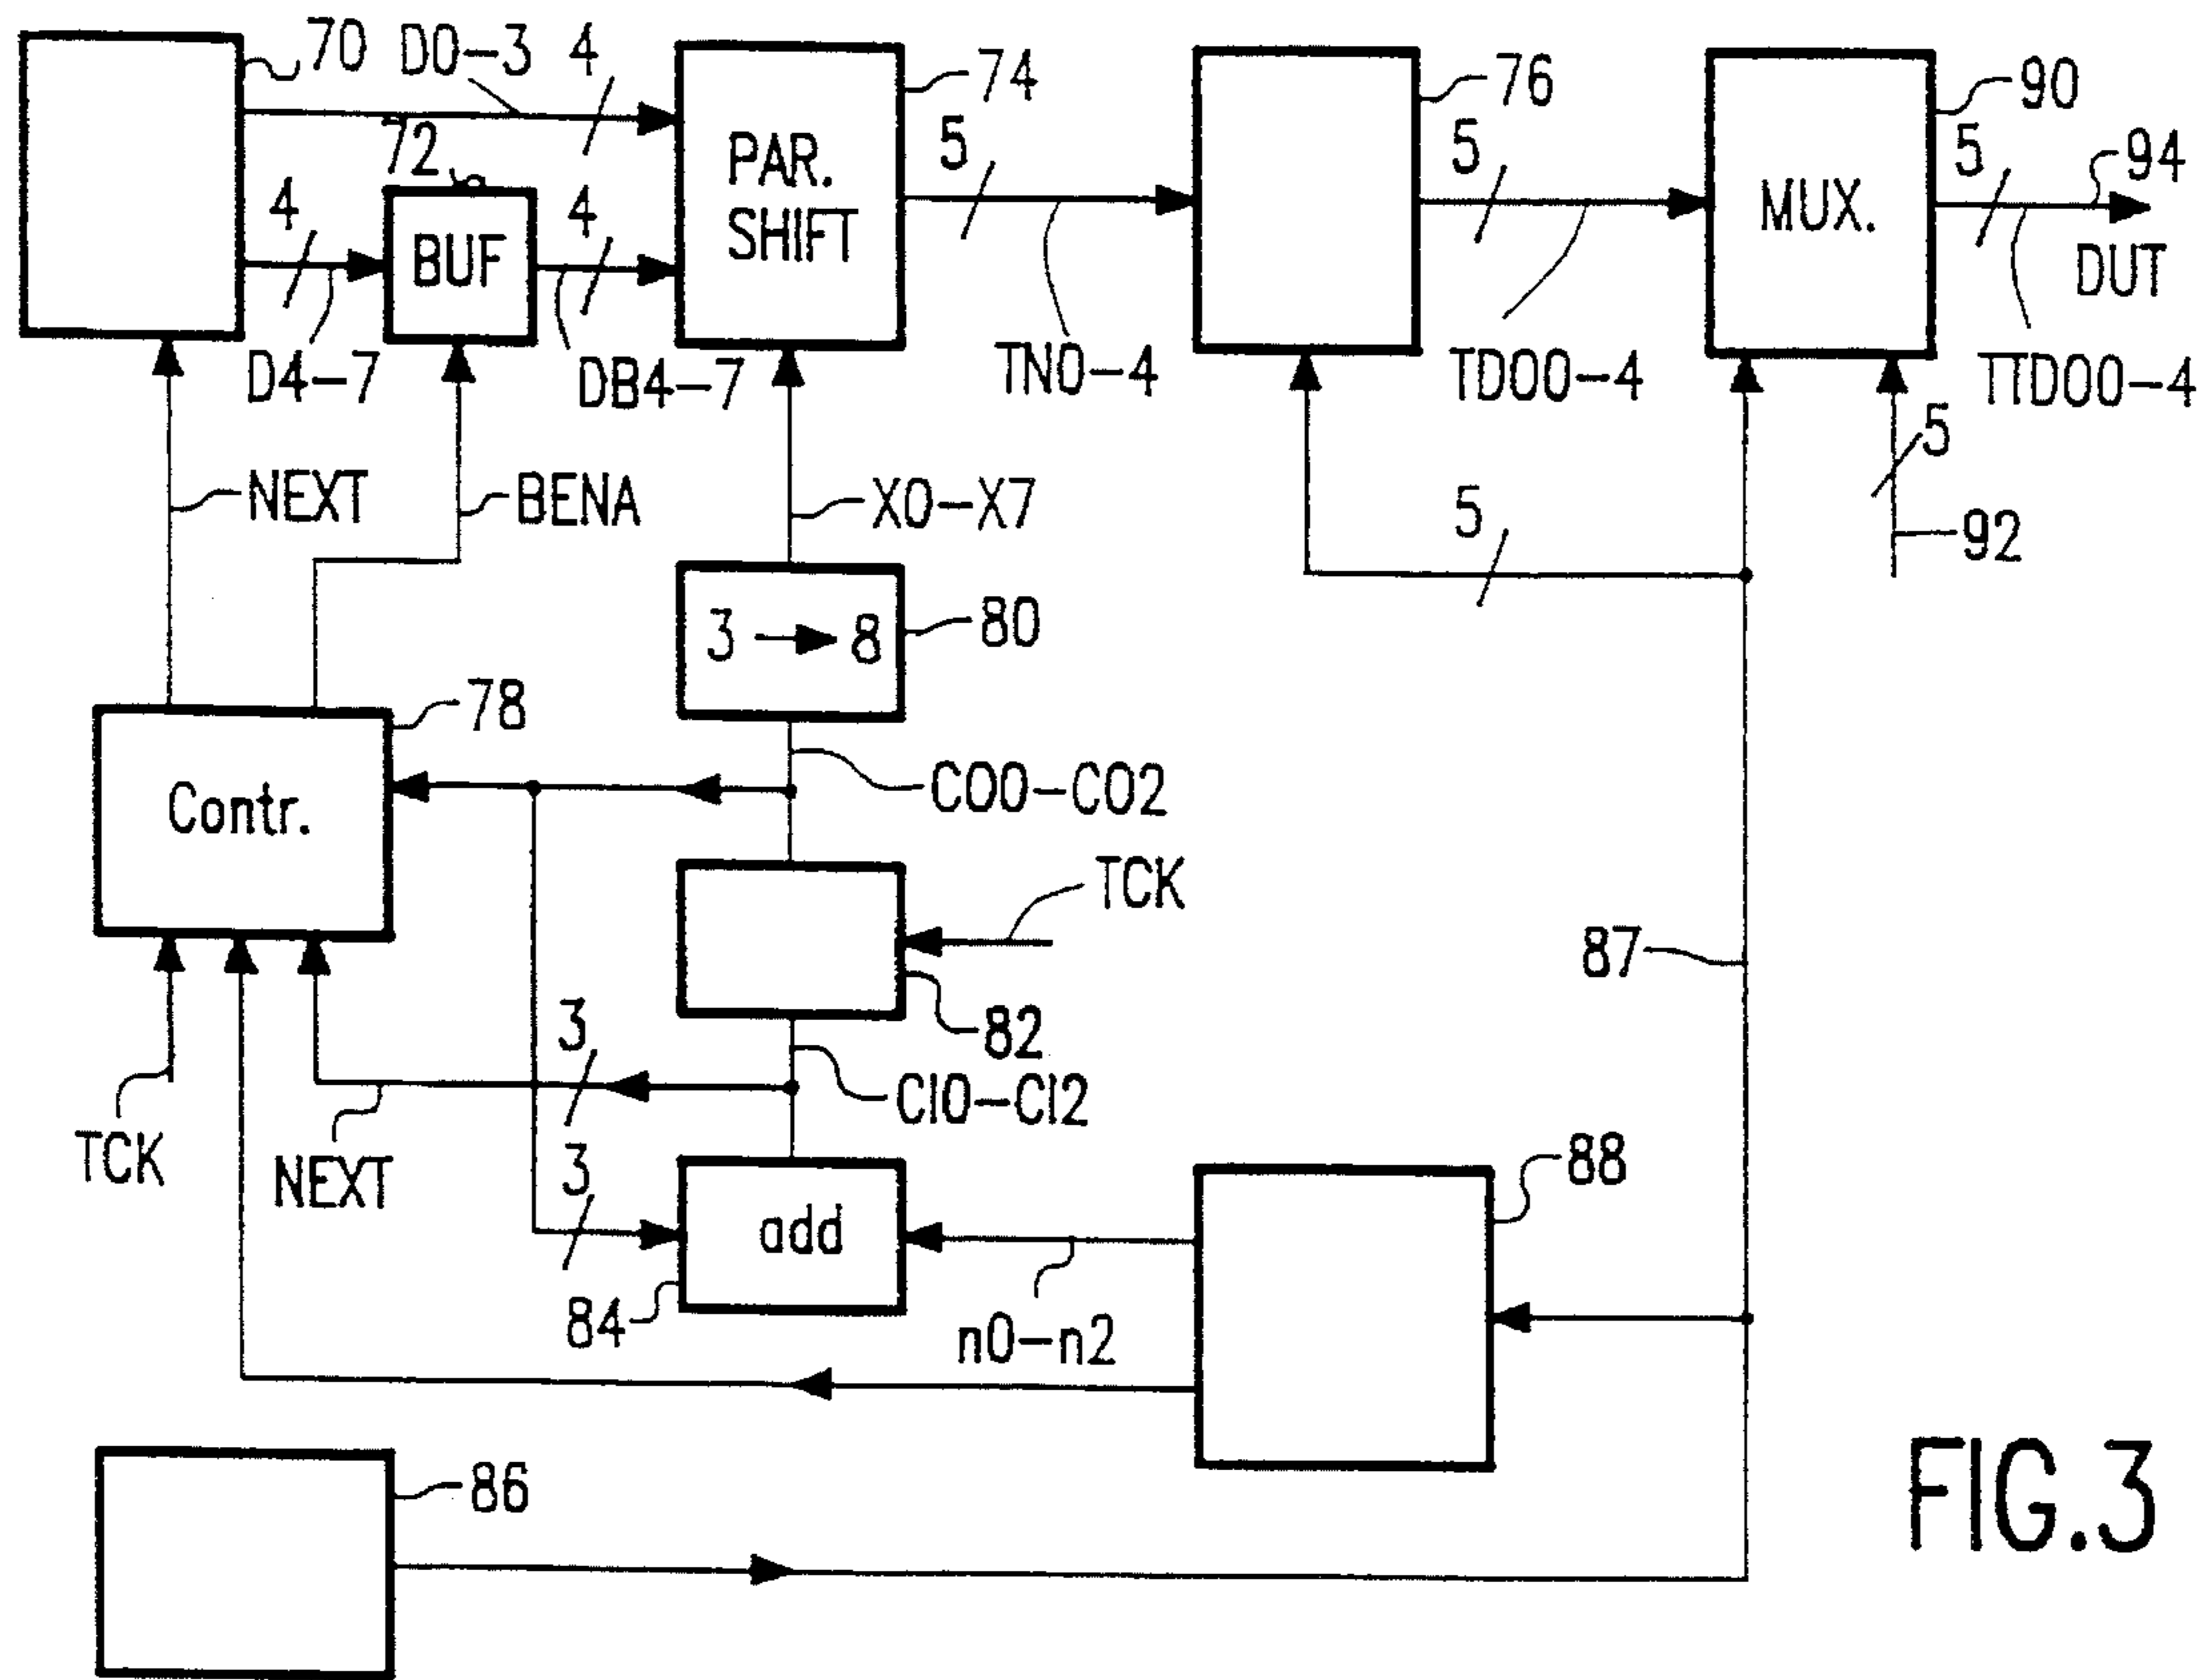 70
D0-3
4
74
76
90
72
4
4
PAR.
SHIFT
5
5
MUX.
5
94
BUF
DUT
D4-7
DB4-7
TN0-4
TD00-4
TTD00-4
5
NEXT
BENA
X0-X7
5
92
3
8
80
78
Contr.
C00-C02
TCK
87
3
82
CI0-CI2
TCK
NEXT
3
add
88
84
n0-n2
86
FIG.3